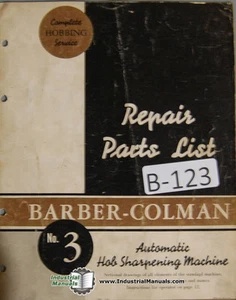 Complete
HOBBING
Service
Repair
Parts List
B-123
BARBER-COLMAN
No.
3
Automatic
Hob Sharpening Machine
Industrial
Manuals
www.IndustrialManuals.com